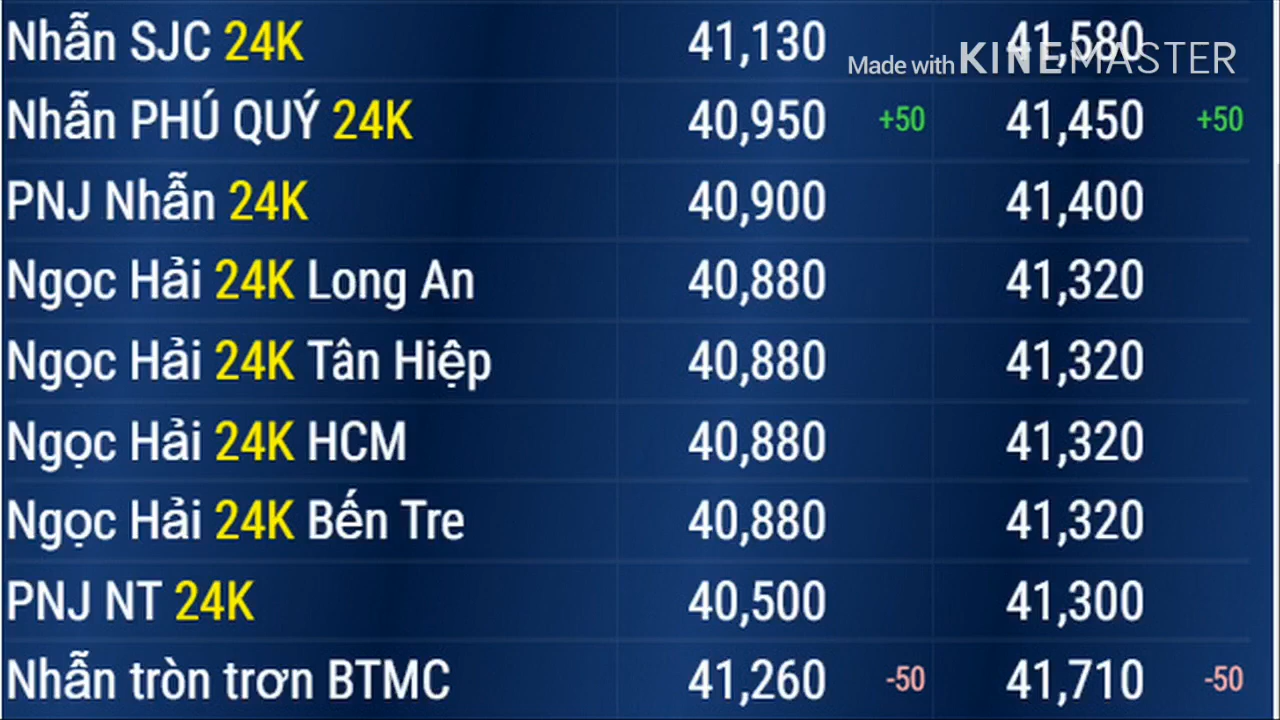 Nhẫn SJC 24K 41,130 41,580
Made with KINEMASTER
Nhẫn PHÚ QUÝ 24K 40,950 +50 41,450 +50
PNJ Nhẫn 24K 40,900 41,400
Ngọc Hải 24K Long An 40,880 41,320
Ngọc Hải 24K Tân Hiệp 40,880 41,320
Ngọc Hải 24K HCM 40,880 41,320
Ngọc Hải 24K Bến Tre 40,880 41,320
PNJ NT 24K 40,500 41,300
Nhẫn tròn trơn BTMC 41,260 -50 41,710 -50